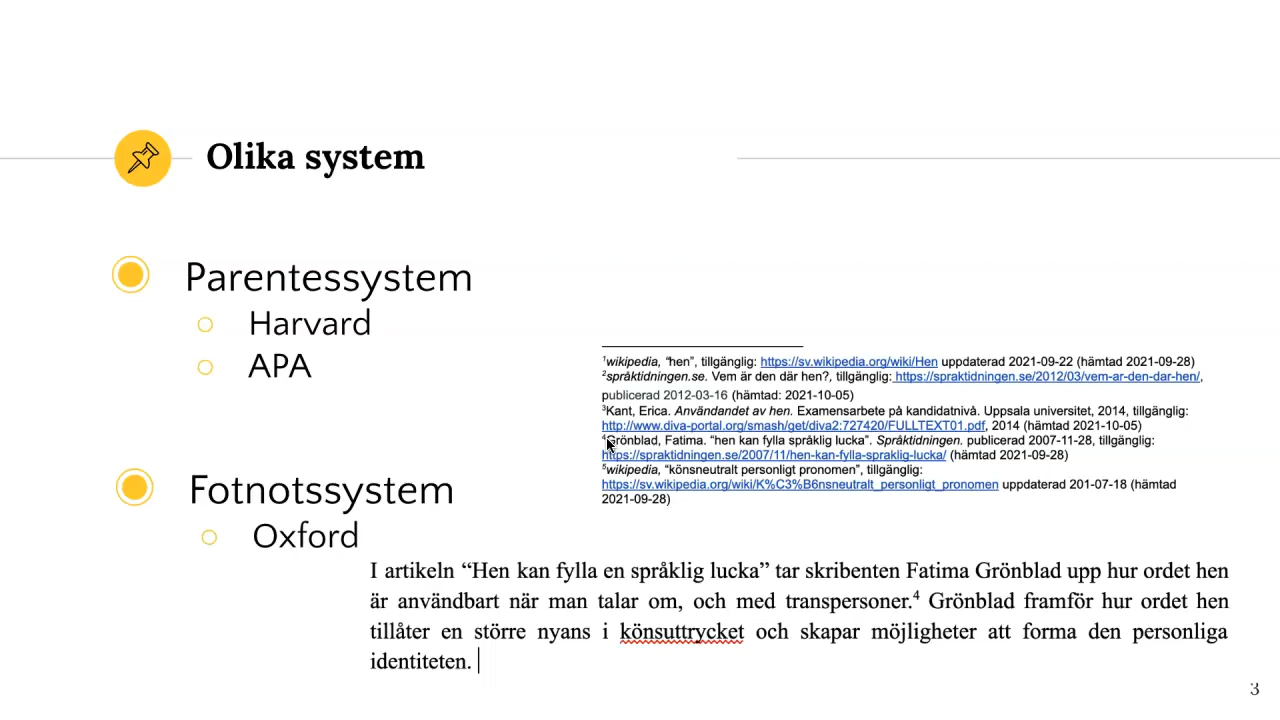 Olika system
Parentessystem
Harvard
APA
Fotnotssystem
Oxford
¹wikipedia, “hen”, tillgänglig: https://sv.wikipedia.org/wiki/Hen uppdaterad 2021-09-22 (hämtad 2021-09-28)
²språktidningen.se. Vem är den där hen?, tillgänglig: https://spraktidningen.se/2012/03/vem-ar-den-dar-hen/,
publicerad 2012-03-16 (hämtad: 2021-10-05)
³Kant, Erica. Användandet av hen. Examensarbete på kandidatnivå. Uppsala universitet, 2014, tillgänglig:
http://www.diva-portal.org/smash/get/diva2:727420/FULLTEXT01.pdf, 2014 (hämtad 2021-10-05)
⁴Grönblad, Fatima. “hen kan fylla språklig lucka”. Språktidningen. publicerad 2007-11-28, tillgänglig:
https://spraktidningen.se/2007/11/hen-kan-fylla-spraklig-lucka/ (hämtad 2021-09-28)
⁵wikipedia, “könsneutralt personligt pronomen”, tillgänglig:
https://sv.wikipedia.org/wiki/K%C3%B6nsneutralt_personligt_pronomen uppdaterad 201-07-18 (hämtad
2021-09-28)
I artikeln “Hen kan fylla en språklig lucka” tar skribenten Fatima Grönblad upp hur ordet hen
är användbart när man talar om, och med transpersoner.⁴ Grönblad framför hur ordet hen
tillåter en större nyans i könsuttrycket och skapar möjligheter att forma den personliga
identiteten.
3